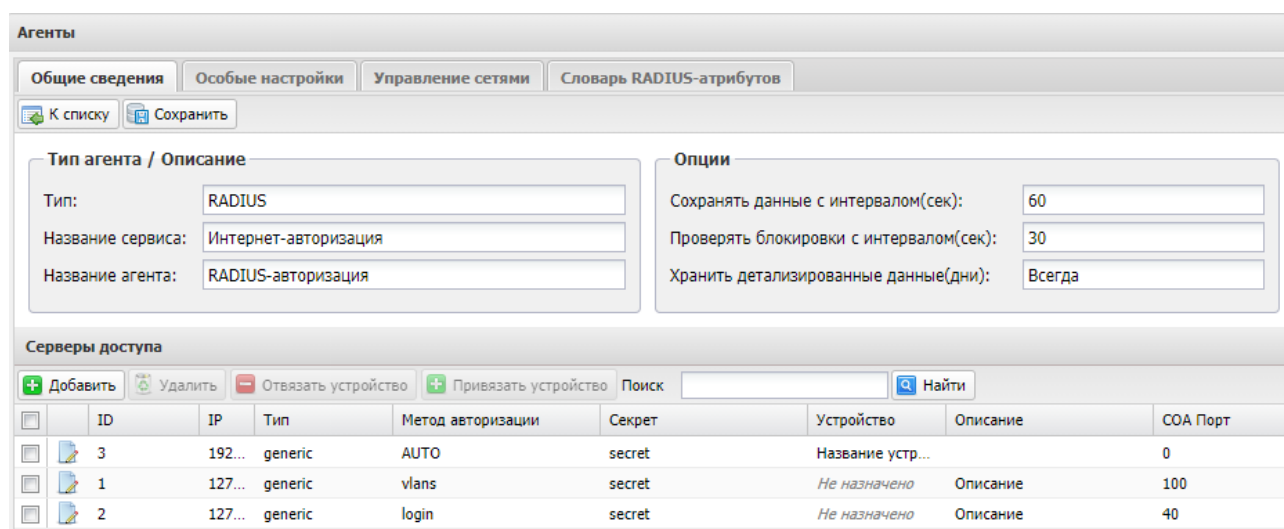 Агенты
Общие сведения Особые настройки Управление сетями Словарь RADIUS-атрибутов
К списку Сохранить
Тип агента / Описание
Тип: RADIUS
Название сервиса: Интернет-авторизация
Название агента: RADIUS-авторизация
Опции
Сохранять данные с интервалом(сек): 60
Проверять блокировки с интервалом(сек): 30
Хранить детализированные данные(дни): Всегда
Серверы доступа
Добавить Удалить Отвязать устройство Привязать устройство Поиск Найти
ID IP Тип Метод авторизации Секрет Устройство Описание СОА Порт
3 192... generic AUTO secret Название устр... 0
1 127... generic vlans secret Не назначено Описание 100
2 127... generic login secret Не назначено Описание 40